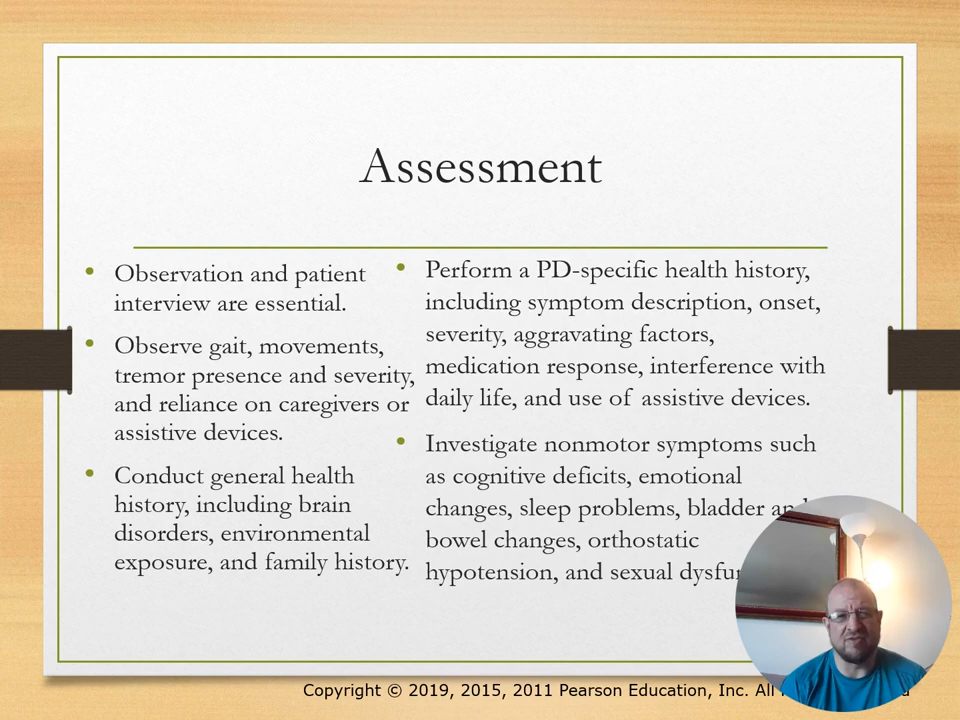 Assessment
Observation and patient
interview are essential.
Observe gait, movements,
tremor presence and severity,
and reliance on caregivers or
assistive devices.
Conduct general health
history, including brain
disorders, environmental
exposure, and family history.
Perform a PD-specific health history,
including symptom description, onset,
severity, aggravating factors,
medication response, interference with
daily life, and use of assistive devices.
Investigate nonmotor symptoms such
as cognitive deficits, emotional
changes, sleep problems, bladder and
bowel changes, orthostatic
hypotension, and sexual
Copyright © 2019, 2015, 2011 Pearson Education, Inc. All